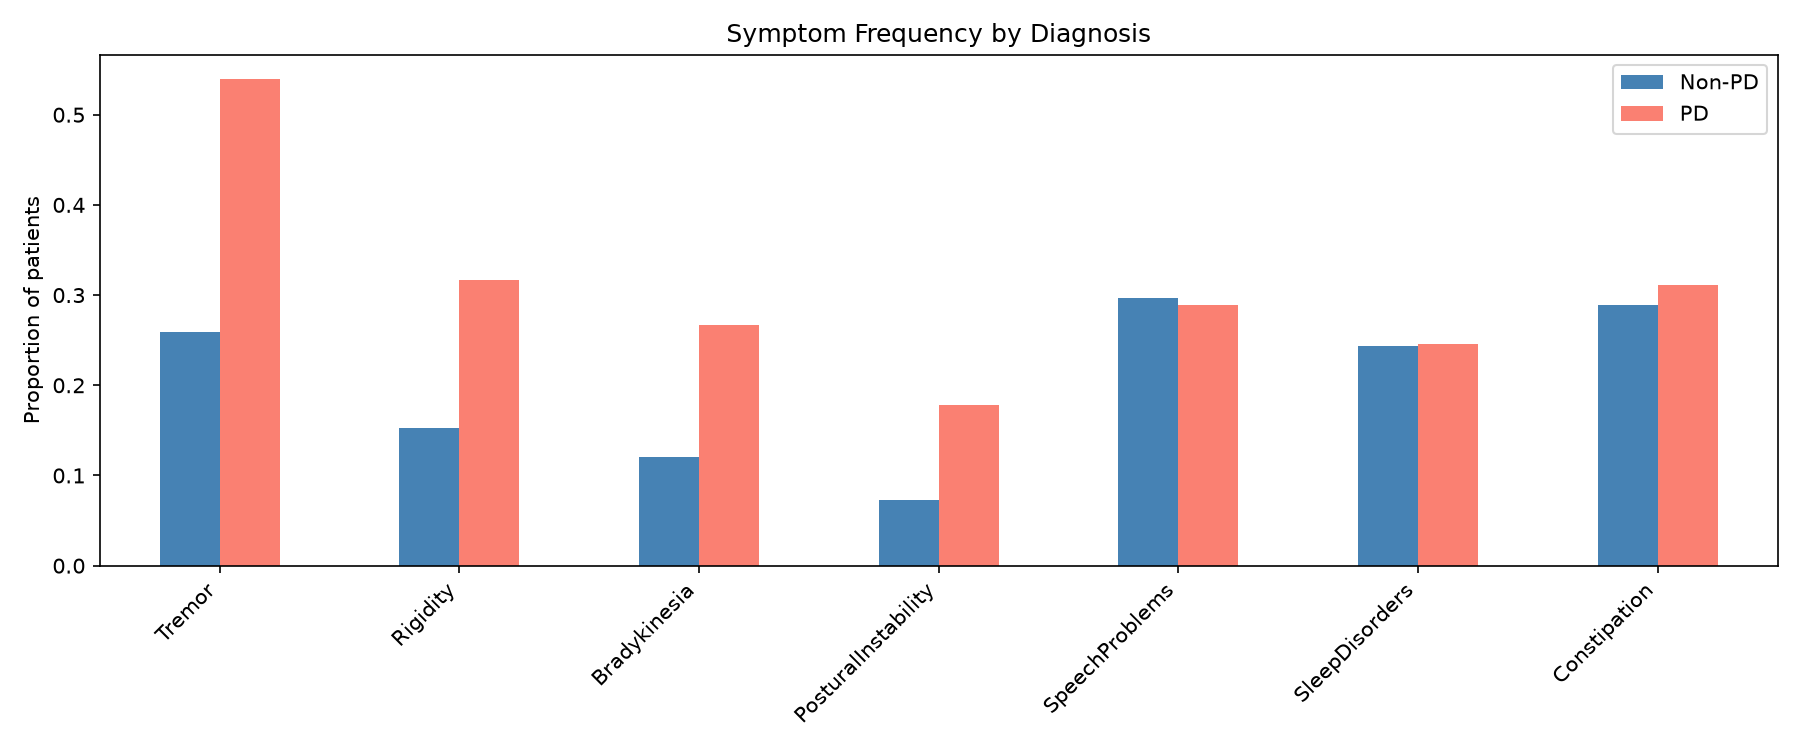 Symptom Frequency by Diagnosis
Non-PD
PD
Proportion of patients
0.5
0.4
0.3
0.2
0.1
0.0
Tremor
Rigidity
Bradykinesia
PosturalInstability
SpeechProblems
SleepDisorders
Constipation